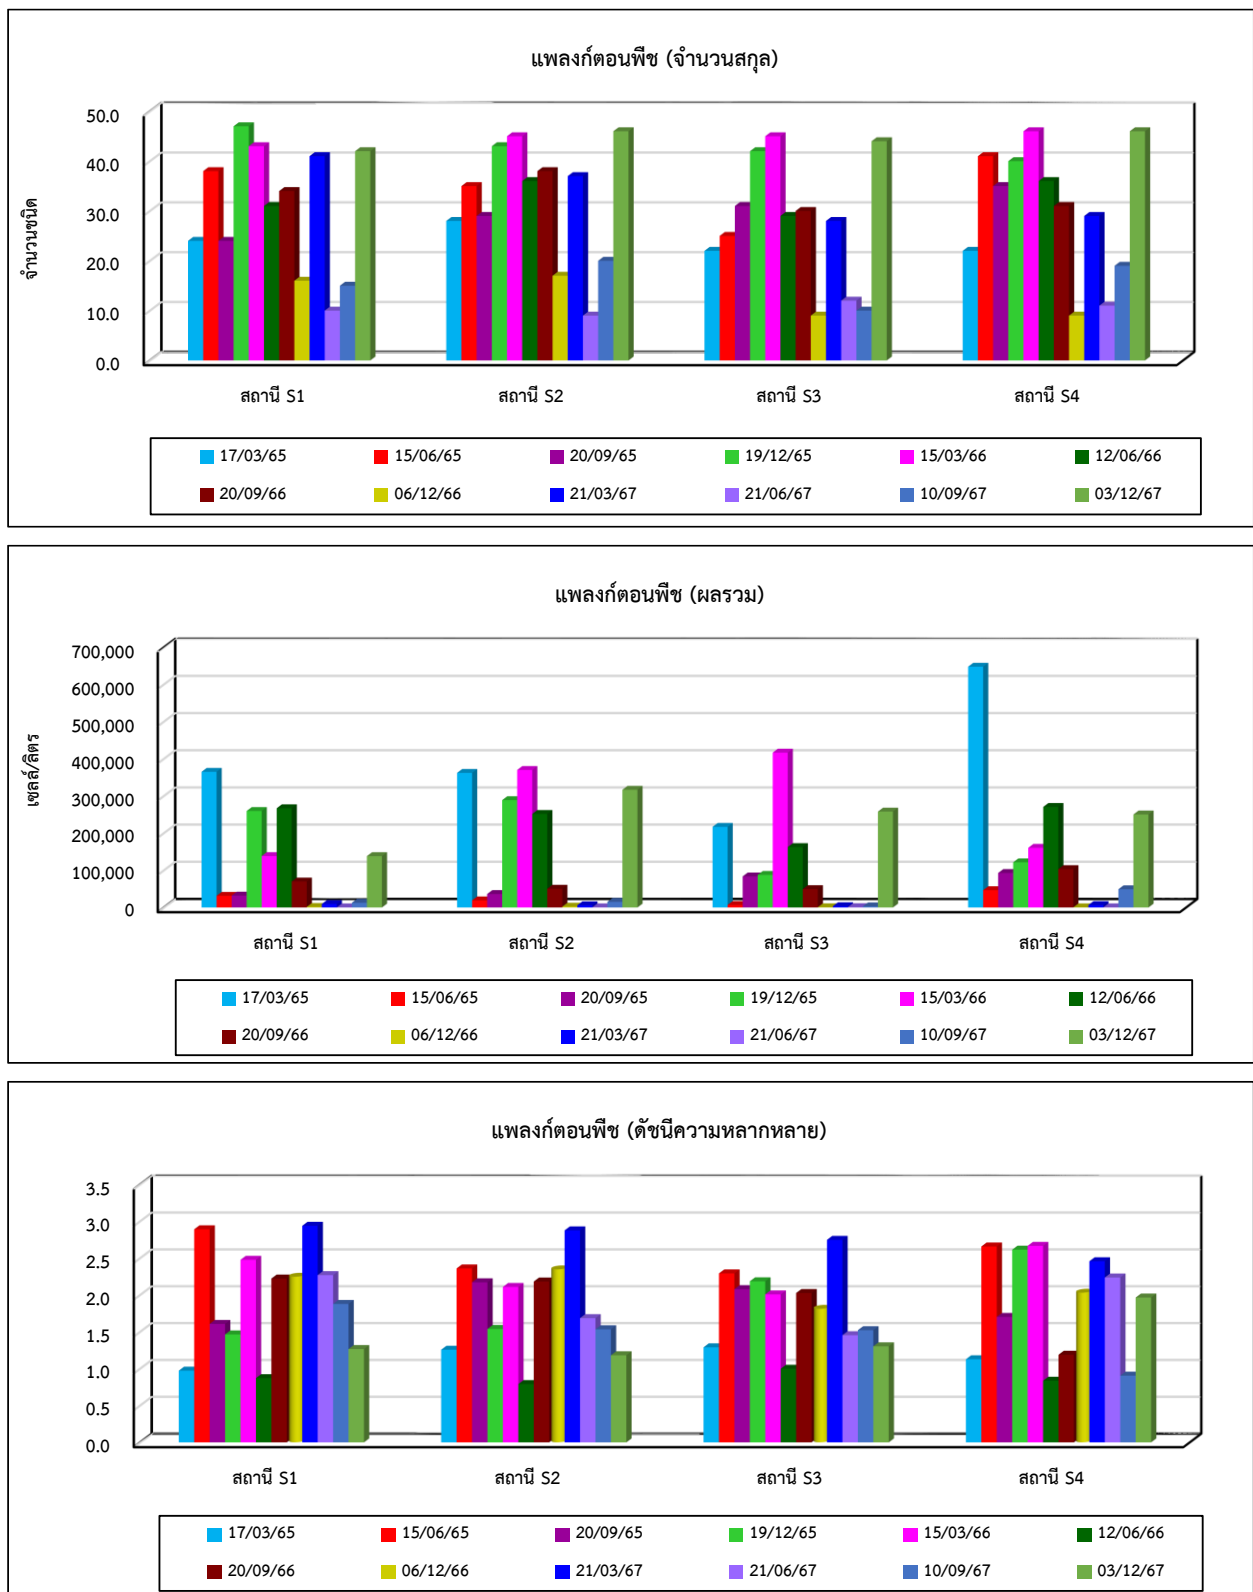 แพลงก์ตอนพืช (จำนวนสกุล)
จำนวนชนิด
50.0
40.0
30.0
20.0
10.0
0.0
สถานี S1 สถานี S2 สถานี S3 สถานี S4
17/03/65 15/06/65 20/09/65 19/12/65 15/03/66 12/06/66
20/09/66 06/12/66 21/03/67 21/06/67 10/09/67 03/12/67
แพลงก์ตอนพืช (ผลรวม)
เซลล์/ลิตร
700,000
600,000
500,000
400,000
300,000
200,000
100,000
0
สถานี S1 สถานี S2 สถานี S3 สถานี S4
17/03/65 15/06/65 20/09/65 19/12/65 15/03/66 12/06/66
20/09/66 06/12/66 21/03/67 21/06/67 10/09/67 03/12/67
แพลงก์ตอนพืช (ดัชนีความหลากหลาย)
3.5
3.0
2.5
2.0
1.5
1.0
0.5
0.0
สถานี S1 สถานี S2 สถานี S3 สถานี S4
17/03/65 15/06/65 20/09/65 19/12/65 15/03/66 12/06/66
20/09/66 06/12/66 21/03/67 21/06/67 10/09/67 03/12/67